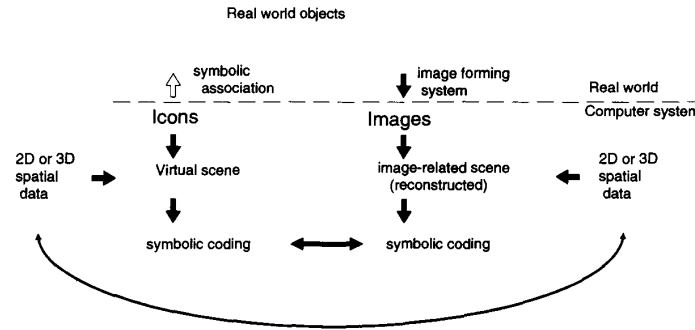 Real world objects
symbolic
association
image forming
system
Real world
Computer system
Icons
Images
2D or 3D
spatial
data
Virtual scene
image-related scene
(reconstructed)
2D or 3D
spatial
data
symbolic coding
symbolic coding